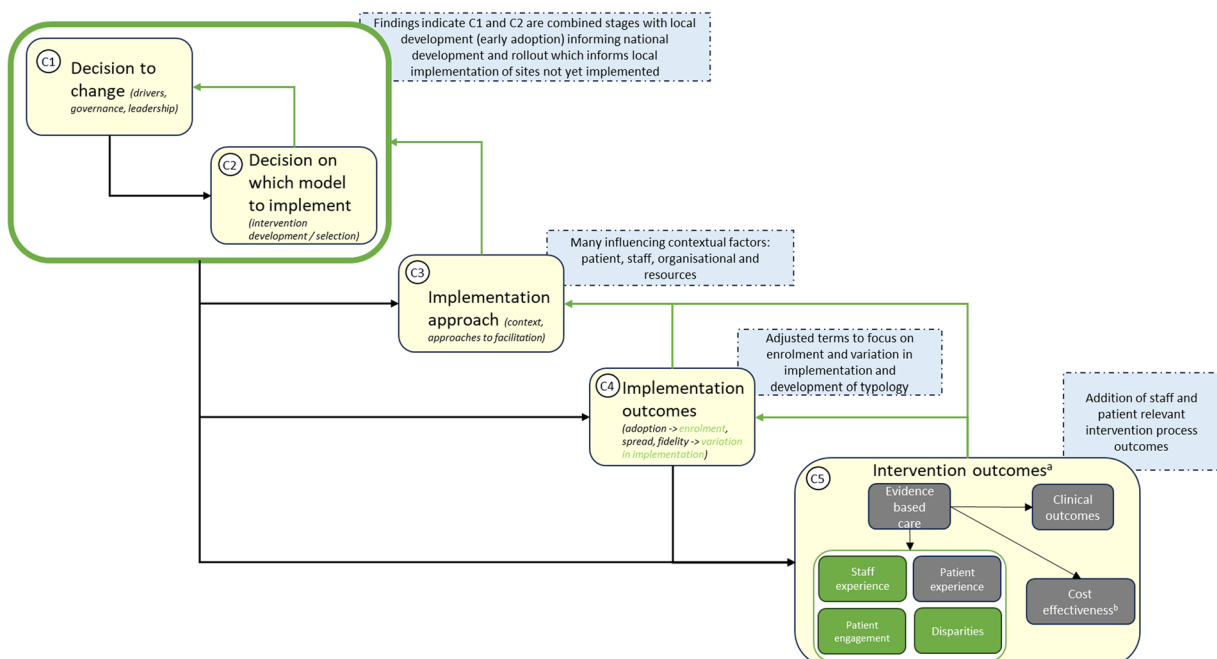 Findings indicate C1 and C2 are combined stages with local
development (early adoption) informing national
development and rollout which informs local
implementation of sites not yet implemented
C1
Decision to
change (drivers,
governance, leadership)
C2
Decision on
which model
to implement
(intervention
development / selection)
Many influencing contextual factors:
patient, staff, organisational and
resources
C3
Implementation
approach (context,
approaches to facilitation)
Adjusted terms to focus on
enrolment and variation in
implementation and
development of typology
C4
Implementation
outcomes
(adoption -> enrolment,
spread, fidelity -> variation
in implementation)
Addition of staff and
patient relevant
intervention process
outcomes
C5
Intervention outcomesᵃ
Evidence
based
care
Clinical
outcomes
Staff
experience
Patient
experience
Cost
effectivenessᵇ
Patient
engagement
Disparities